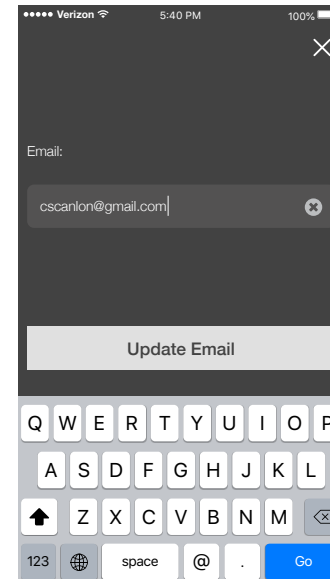 Verizon 5:40 PM 100%
Email:
cscanlon@gmail.com
Update Email
Q W E R T Y U I O P
A S D F G H J K L
Z X C V B N M
123 space @ . Go